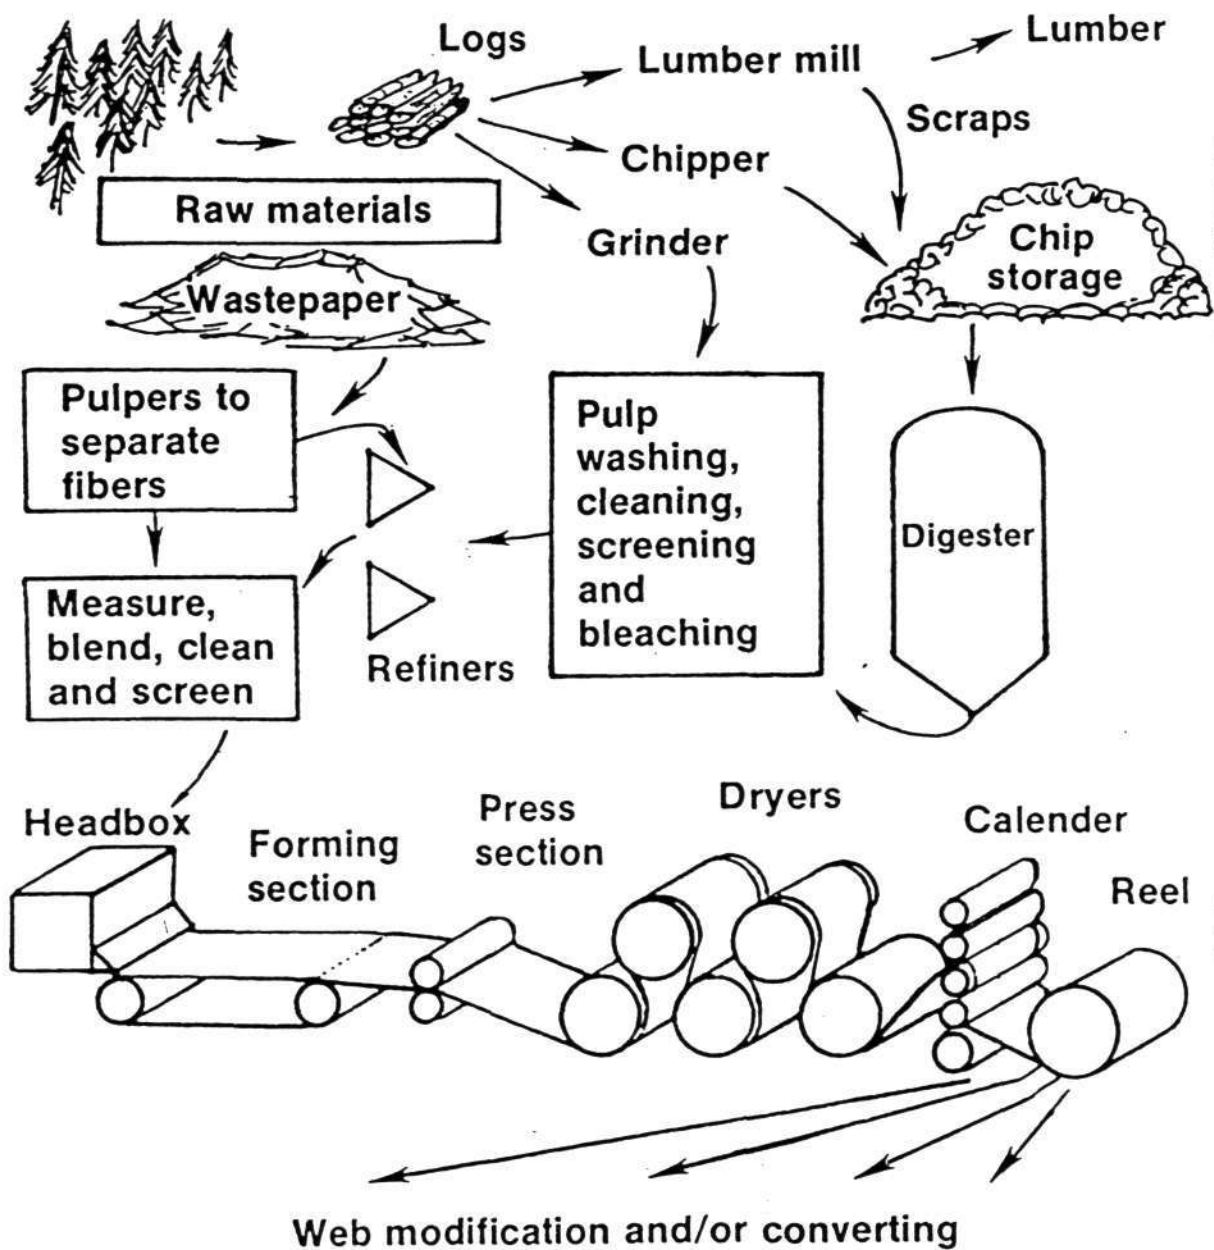 Logs
Lumber mill
Lumber
Scraps
Chipper
Raw materials
Grinder
Chip
storage
Wastepaper
Pulpers to
separate
fibers
Pulp
washing,
cleaning,
screening
and
bleaching
Digester
Measure,
blend, clean
and screen
Refiners
Headbox
Forming
section
Press
section
Dryers
Calender
Reel
Web modification and/or converting